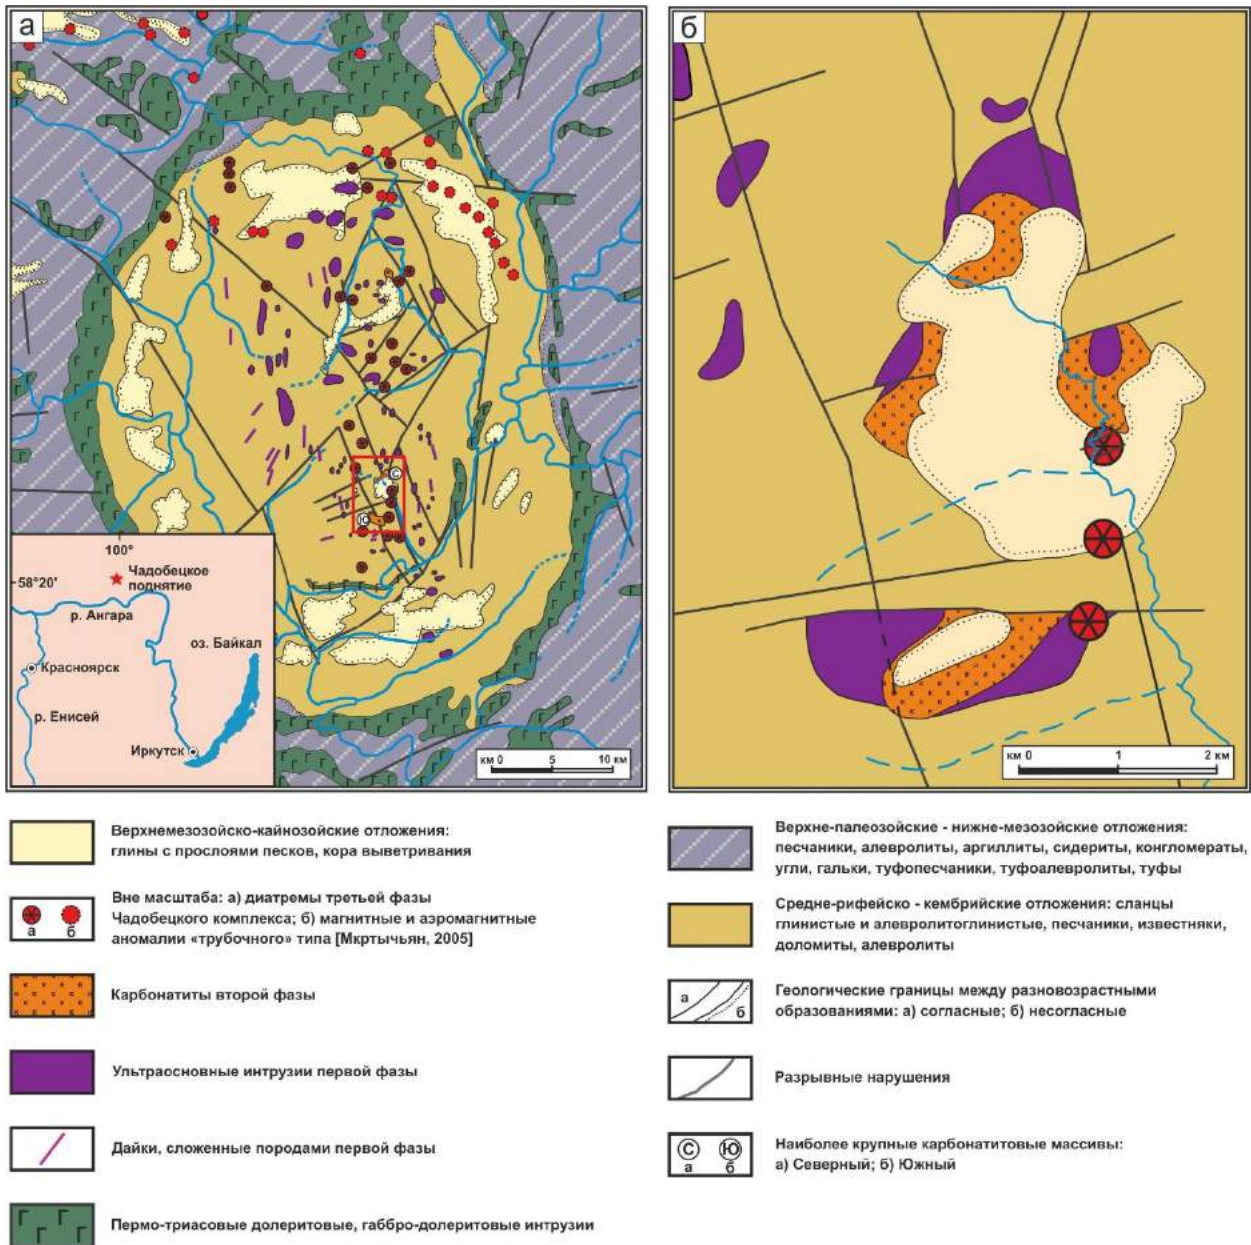 а
100°
58°20'
Чадобецкое
поднятие
р. Ангара
оз. Байкал
Красноярск
р. Енисей
Иркутск
С
Ю
км 0 5 10 км
б
км 0 1 2 км
Верхнемезозойско-кайнозойские отложения:
глины с прослоями песков, кора выветривания
Вне масштаба: а) диатремы третьей фазы
Чадобецкого комплекса; б) магнитные и аэромагнитные
аномалии «трубочного» типа [Мкртычьян, 2005]
а б
Карбонатиты второй фазы
Ультраосновные интрузии первой фазы
Дайки, сложенные породами первой фазы
Пермо-триасовые долеритовые, габбро-долеритовые интрузии
Верхне-палеозойские - нижне-мезозойские отложения:
песчаники, алевролиты, аргиллиты, сидериты, конгломераты,
угли, гальки, туфопесчаники, туфоалевролиты, туфы
Средне-рифейско - кембрийские отложения: сланцы
глинистые и алевролитоглинистые, песчаники, известняки,
доломиты, алевролиты
а б
Геологические границы между разновозрастными
образованиями: а) согласные; б) несогласные
Разрывные нарушения
С Ю
а б
Наиболее крупные карбонатитовые массивы:
а) Северный; б) Южный